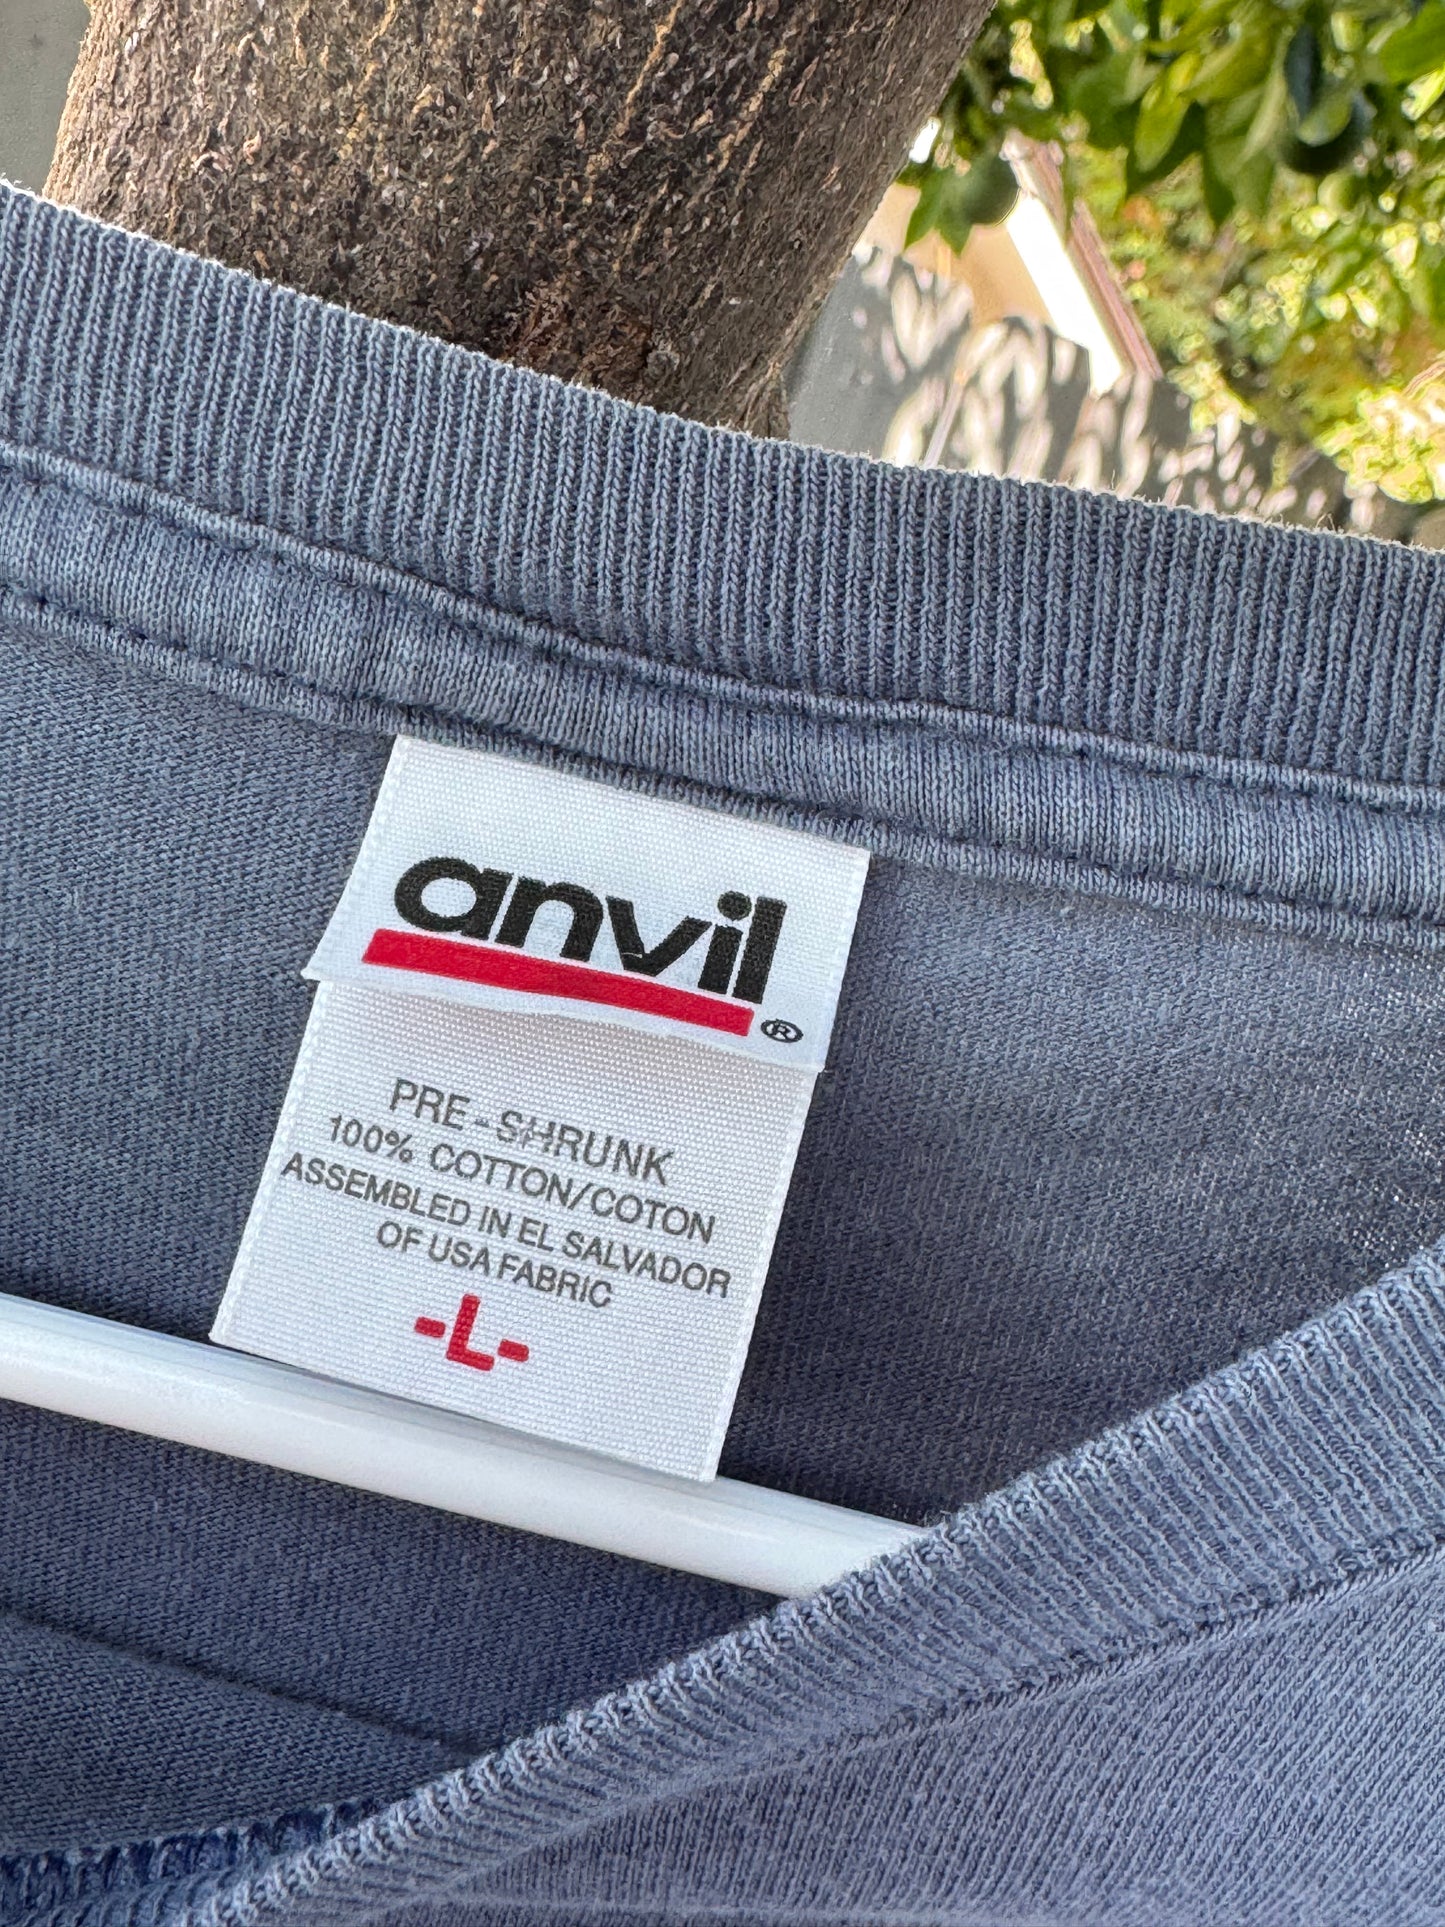 anvil®
PRE-SHRUNK
100% COTTON/COTON
ASSEMBLED IN EL SALVADOR
OF USA FABRIC
-L-